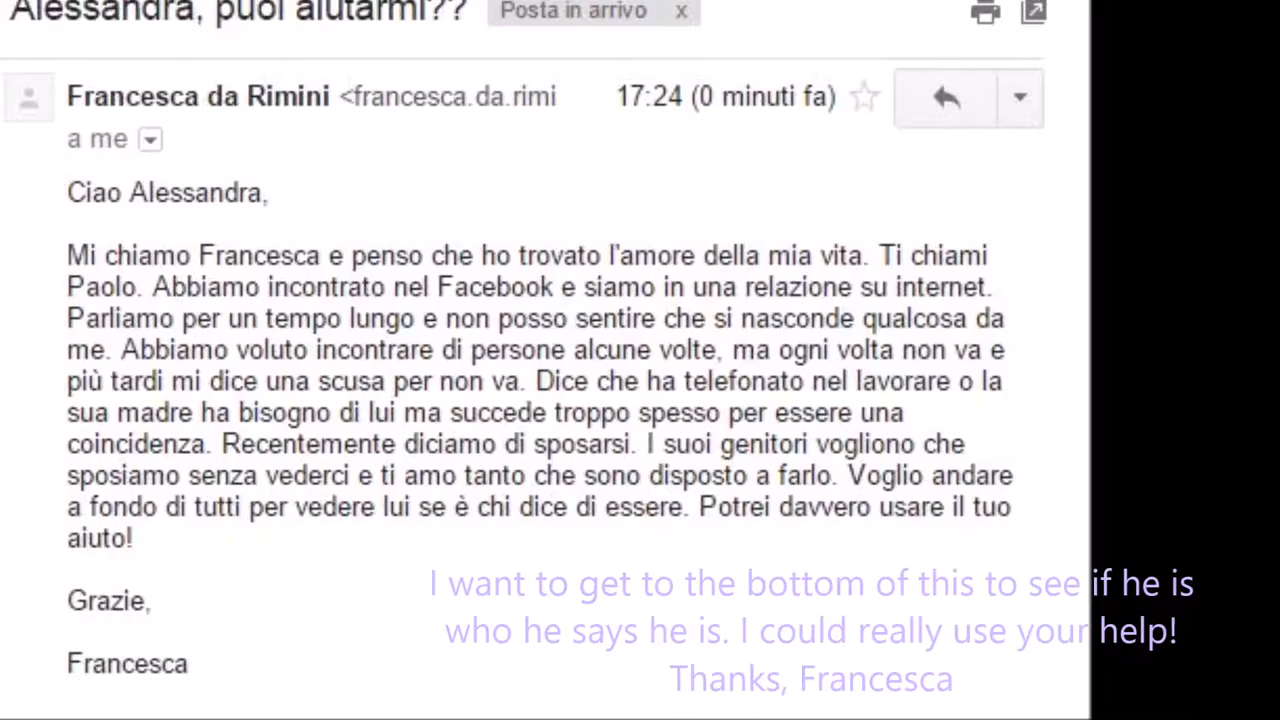 Alessandra, puoi aiutarmi??
Posta in arrivo x
Francesca da Rimini <francesca.da.rimi
17:24 (0 minuti fa)
a me
Ciao Alessandra,
Mi chiamo Francesca e penso che ho trovato l'amore della mia vita. Ti chiami
Paolo. Abbiamo incontrato nel Facebook e siamo in una relazione su internet.
Parliamo per un tempo lungo e non posso sentire che si nasconde qualcosa da
me. Abbiamo voluto incontrare di persone alcune volte, ma ogni volta non va e
più tardi mi dice una scusa per non va. Dice che ha telefonato nel lavorare o la
sua madre ha bisogno di lui ma succede troppo spesso per essere una
coincidenza. Recentemente diciamo di sposarsi. I suoi genitori vogliono che
sposiamo senza vederci e ti amo tanto che sono disposto a farlo. Voglio andare
a fondo di tutti per vedere lui se è chi dice di essere. Potrei davvero usare il tuo
aiuto!
Grazie,
Francesca
I want to get to the bottom of this to see if he is
who he says he is. I could really use your help!
Thanks, Francesca